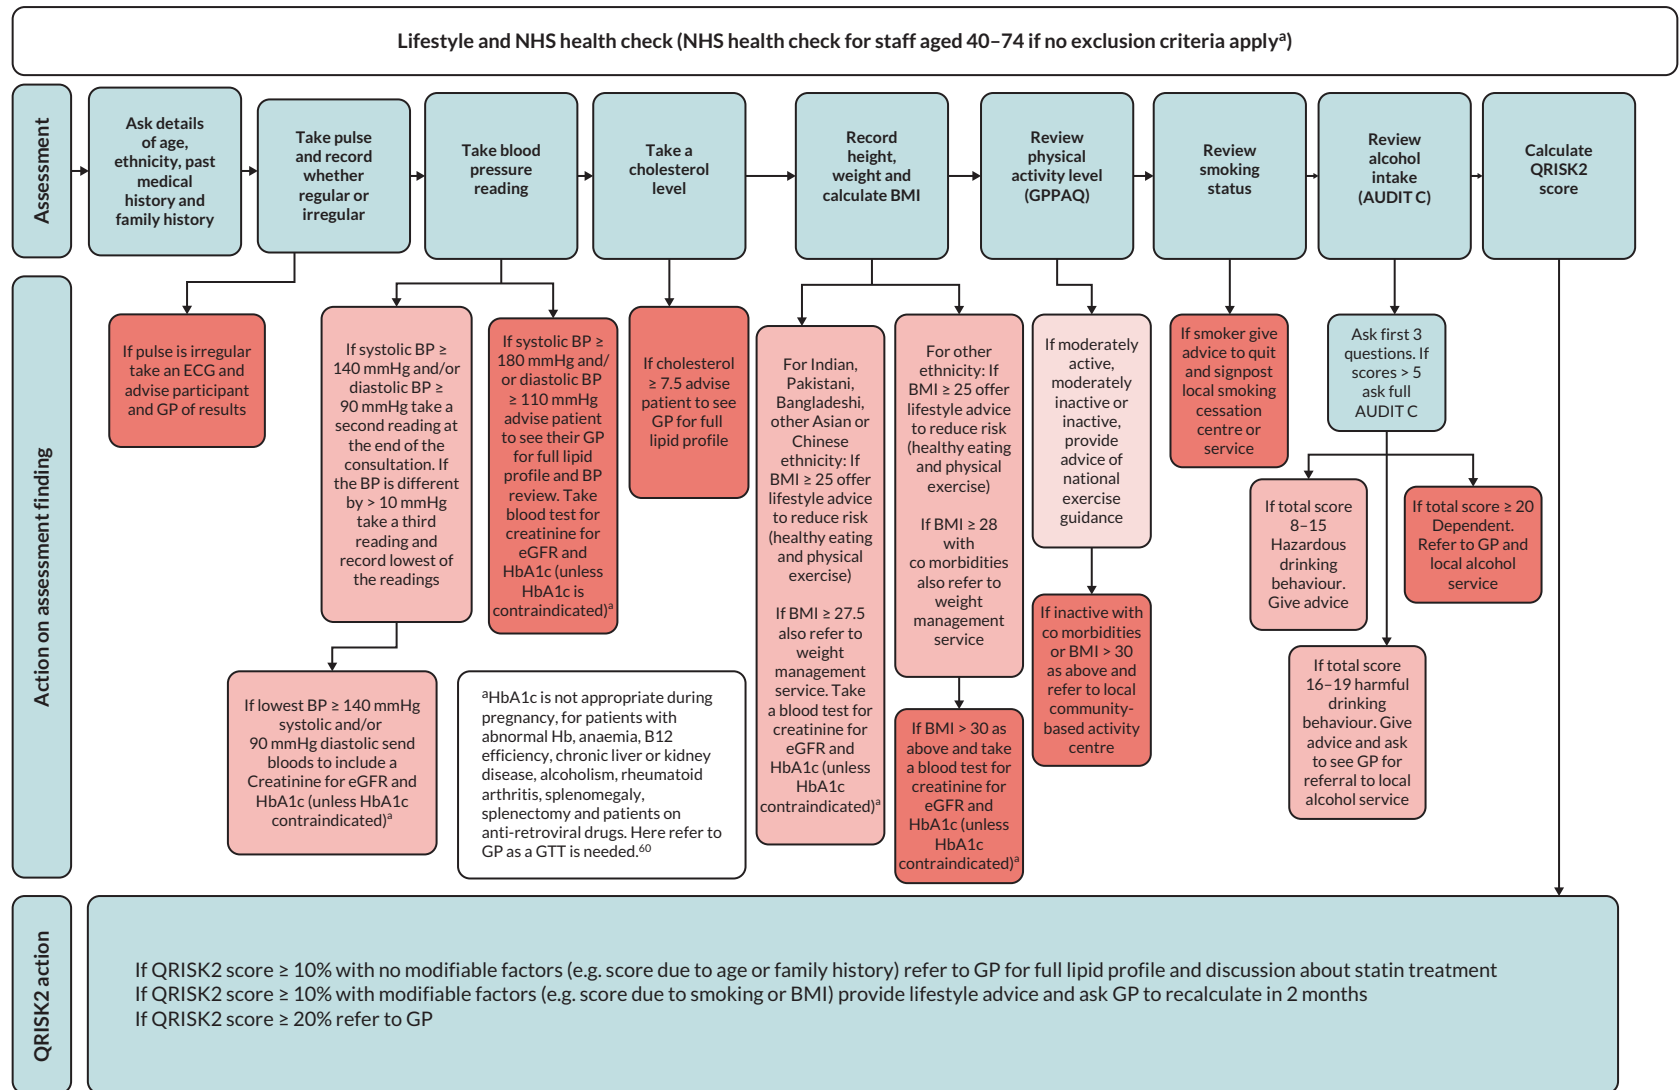 Lifestyle and NHS health check (NHS health check for staff aged 40–74 if no exclusion criteria applyᵃ)
Assessment
Ask details
of age,
ethnicity, past
medical
history and
family history
Take pulse
and record
whether
regular or
irregular
Take blood
pressure
reading
Take a
cholesterol
level
Record
height,
weight and
calculate BMI
Review
physical
activity level
(GPPAQ)
Review
smoking
status
Review
alcohol
intake
(AUDIT C)
Calculate
QRISK2
score
Action on assessment finding
If pulse is irregular
take an ECG and
advise participant
and GP of results
If systolic BP ≥
140 mmHg and/or
diastolic BP ≥
90 mmHg take a
second reading at
the end of the
consultation. If
the BP is different
by > 10 mmHg
take a third
reading and
record lowest of
the readings
If lowest BP ≥ 140 mmHg
systolic and/or
90 mmHg diastolic send
bloods to include a
Creatinine for eGFR and
HbA1c (unless HbA1c
contraindicated)ᵃ
If systolic BP ≥
180 mmHg and/
or diastolic BP
≥ 110 mmHg
advise patient
to see their GP
for full lipid
profile and BP
review. Take
blood test for
creatinine for
eGFR and
HbA1c (unless
HbA1c is
contraindicated)ᵃ
ᵃHbA1c is not appropriate during
pregnancy, for patients with
abnormal Hb, anaemia, B12
efficiency, chronic liver or kidney
disease, alcoholism, rheumatoid
arthritis, splenomegaly,
splenectomy and patients on
anti-retroviral drugs. Here refer to
GP as a GTT is needed.⁶⁰
If cholesterol
≥ 7.5 advise
patient to see
GP for full
lipid profile
For Indian,
Pakistani,
Bangladeshi,
other Asian or
Chinese
ethnicity: If
BMI ≥ 25 offer
lifestyle advice
to reduce risk
(healthy eating
and physical
exercise)
If BMI ≥ 27.5
also refer to
weight
management
service. Take
a blood test for
creatinine for
eGFR and
HbA1c (unless
HbA1c
contraindicated)ᵃ
For other
ethnicity: If
BMI ≥ 25 offer
lifestyle advice
to reduce risk
(healthy eating
and physical
exercise)
If BMI ≥ 28
with
co morbidities
also refer to
weight
management
service
If BMI > 30 as
above and take
a blood test for
creatinine for
eGFR and
HbA1c (unless
HbA1c
contraindicated)ᵃ
If moderately
active,
moderately
inactive or
inactive,
provide
advice of
national
exercise
guidance
If inactive with
co morbidities
or BMI > 30
as above and
refer to local
community-
based activity
centre
If smoker give
advice to quit
and signpost
local smoking
cessation
centre or
service
Ask first 3
questions. If
scores > 5
ask full
AUDIT C
If total score
8–15
Hazardous
drinking
behaviour.
Give advice
If total score
16–19 harmful
drinking
behaviour. Give
advice and ask
to see GP for
referral to local
alcohol service
If total score ≥ 20
Dependent.
Refer to GP and
local alcohol
service
QRISK2 action
If QRISK2 score ≥ 10% with no modifiable factors (e.g. score due to age or family history) refer to GP for full lipid profile and discussion about statin treatment
If QRISK2 score ≥ 10% with modifiable factors (e.g. score due to smoking or BMI) provide lifestyle advice and ask GP to recalculate in 2 months
If QRISK2 score ≥ 20% refer to GP